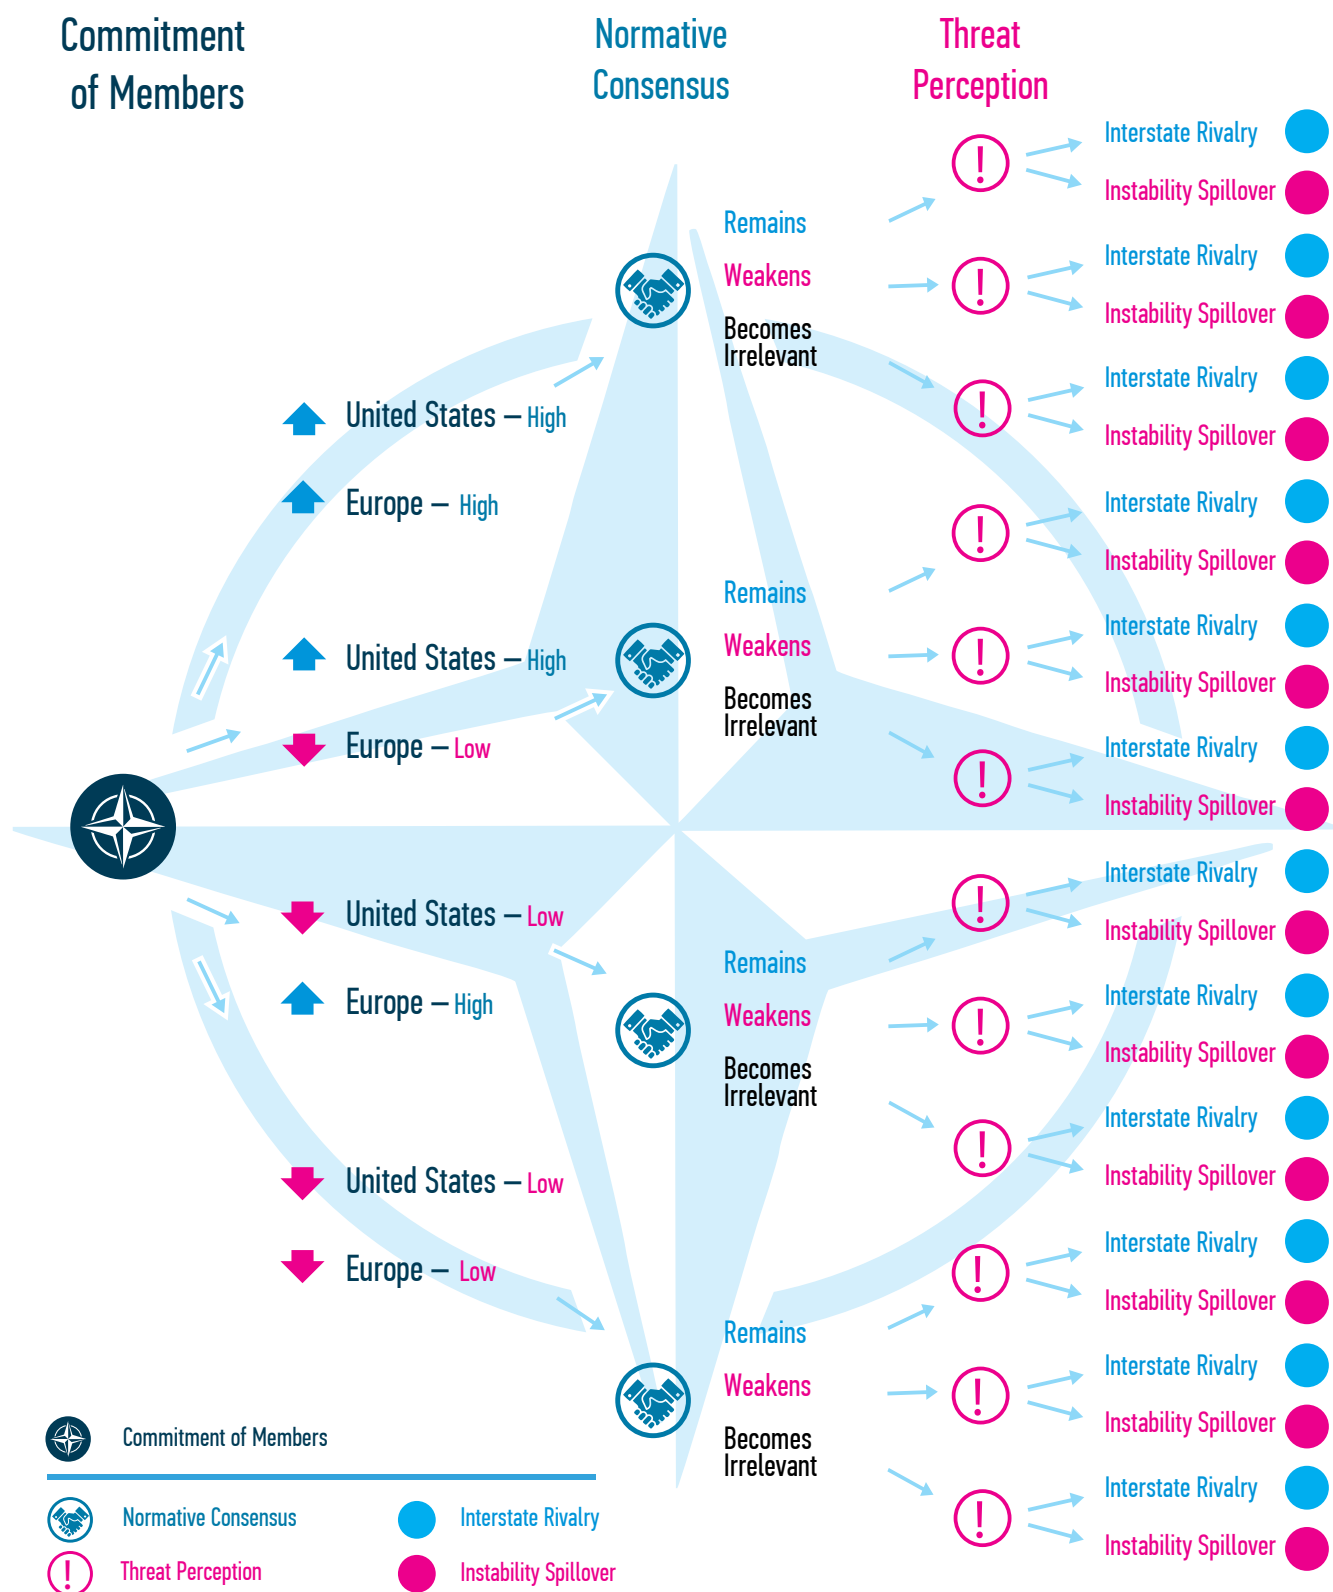 Commitment
of Members
Normative
Consensus
Threat
Perception
United States – High
Europe – High
United States – High
Europe – Low
United States – Low
Europe – High
United States – Low
Europe – Low
Remains
Weakens
Becomes
Irrelevant
Remains
Weakens
Becomes
Irrelevant
Remains
Weakens
Becomes
Irrelevant
Remains
Weakens
Becomes
Irrelevant
Interstate Rivalry
Instability Spillover
Interstate Rivalry
Instability Spillover
Interstate Rivalry
Instability Spillover
Interstate Rivalry
Instability Spillover
Interstate Rivalry
Instability Spillover
Interstate Rivalry
Instability Spillover
Interstate Rivalry
Instability Spillover
Interstate Rivalry
Instability Spillover
Interstate Rivalry
Instability Spillover
Interstate Rivalry
Instability Spillover
Interstate Rivalry
Instability Spillover
Interstate Rivalry
Instability Spillover
Commitment of Members
Normative Consensus
Interstate Rivalry
Threat Perception
Instability Spillover